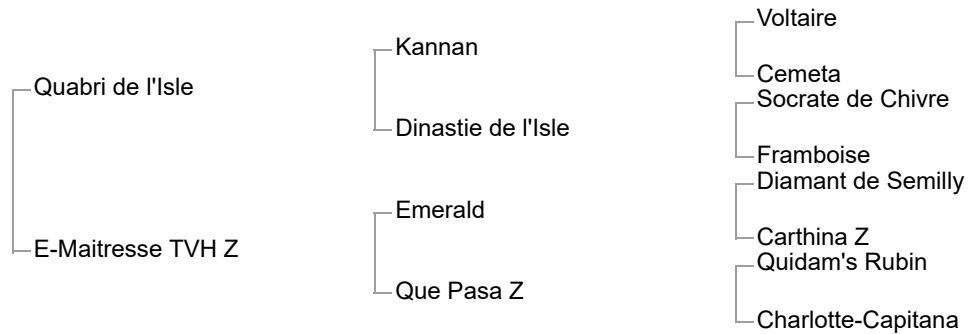 Voltaire
Kannan
Cemeta
Quabri de l'Isle
Socrate de Chivre
Dinastie de l'Isle
Framboise
Diamant de Semilly
Emerald
Carthina Z
E-Maitresse TVH Z
Quidam's Rubin
Que Pasa Z
Charlotte-Capitana